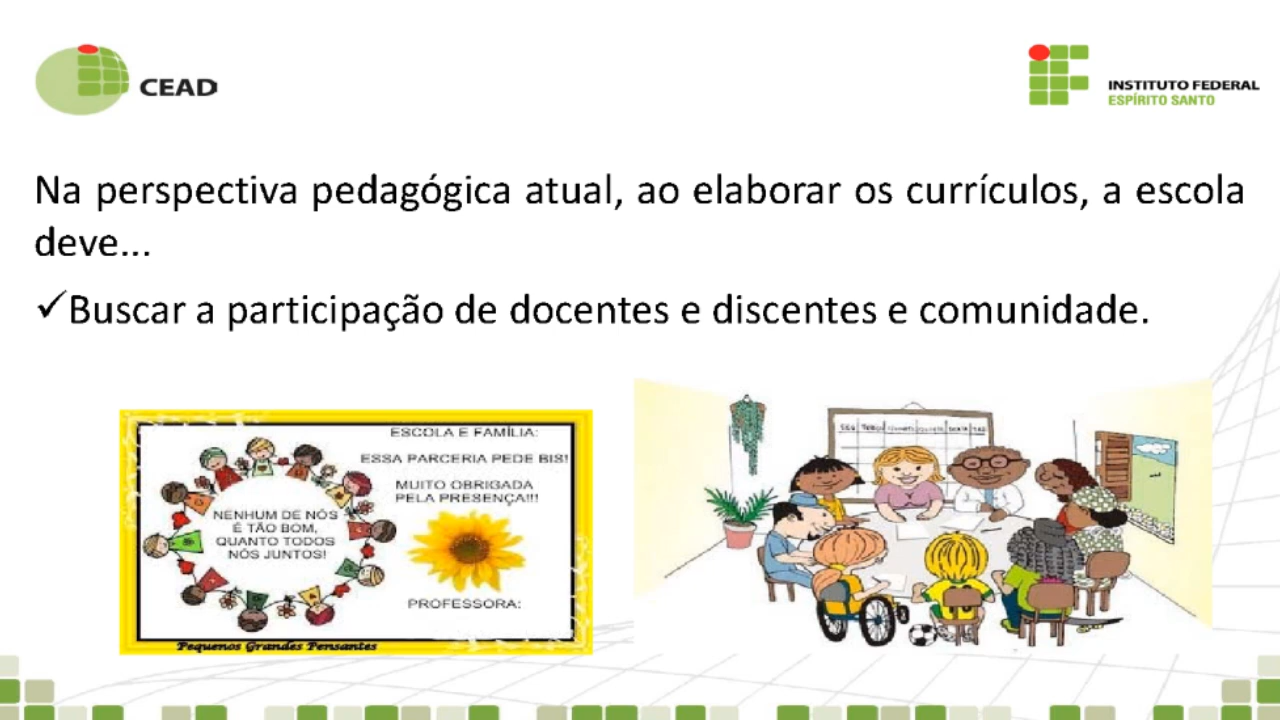 CEAD
INSTITUTO FEDERAL
ESPÍRITO SANTO
Na perspectiva pedagógica atual, ao elaborar os currículos, a escola
deve...
✓Buscar a participação de docentes e discentes e comunidade.
ESCOLA E FAMÍLIA:
ESSA PARCERIA PEDE BIS!
MUITO OBRIGADA
PELA PRESENÇA!!!
NENHUM DE NÓS
É TÃO BOM,
QUANTO TODOS
NÓS JUNTOS!
PROFESSORA:
Pequenos Grandes Pensantes
SEG TERÇA